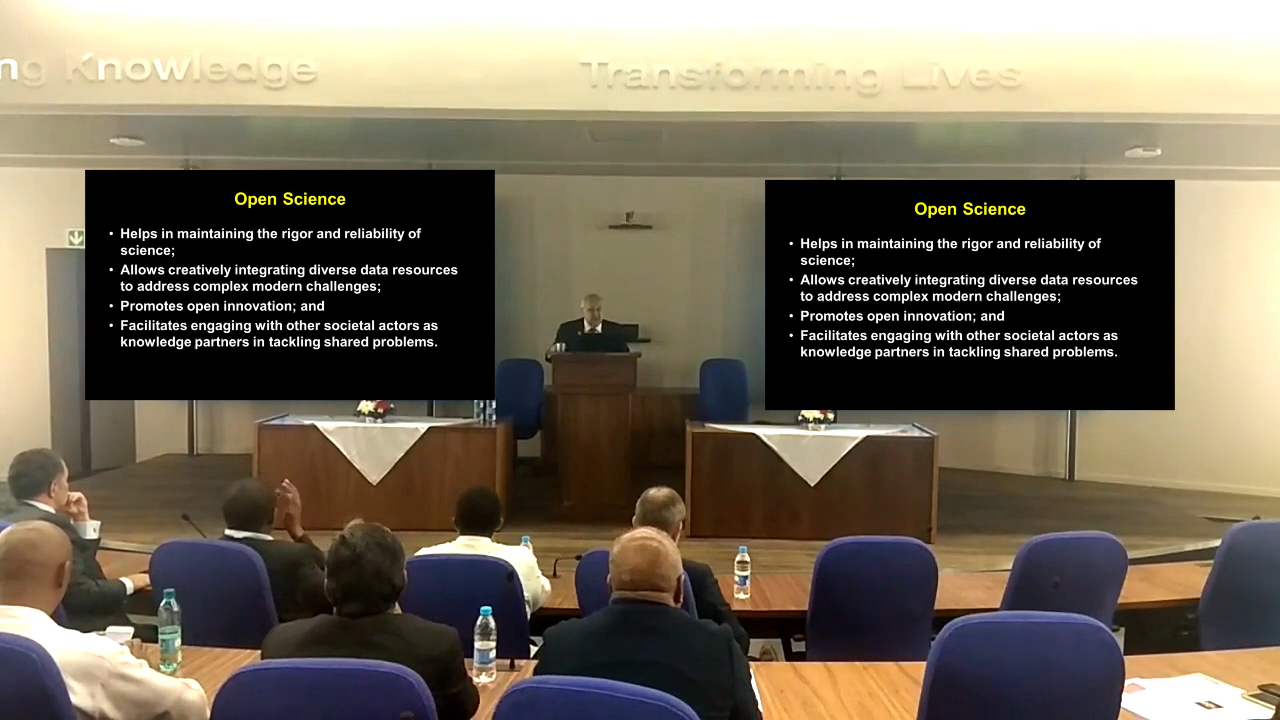 ng Knowledge
Transforming Lives
Open Science
• Helps in maintaining the rigor and reliability of
science;
• Allows creatively integrating diverse data resources
to address complex modern challenges;
• Promotes open innovation; and
• Facilitates engaging with other societal actors as
knowledge partners in tackling shared problems.
Open Science
• Helps in maintaining the rigor and reliability of
science;
• Allows creatively integrating diverse data resources
to address complex modern challenges;
• Promotes open innovation; and
• Facilitates engaging with other societal actors as
knowledge partners in tackling shared problems.